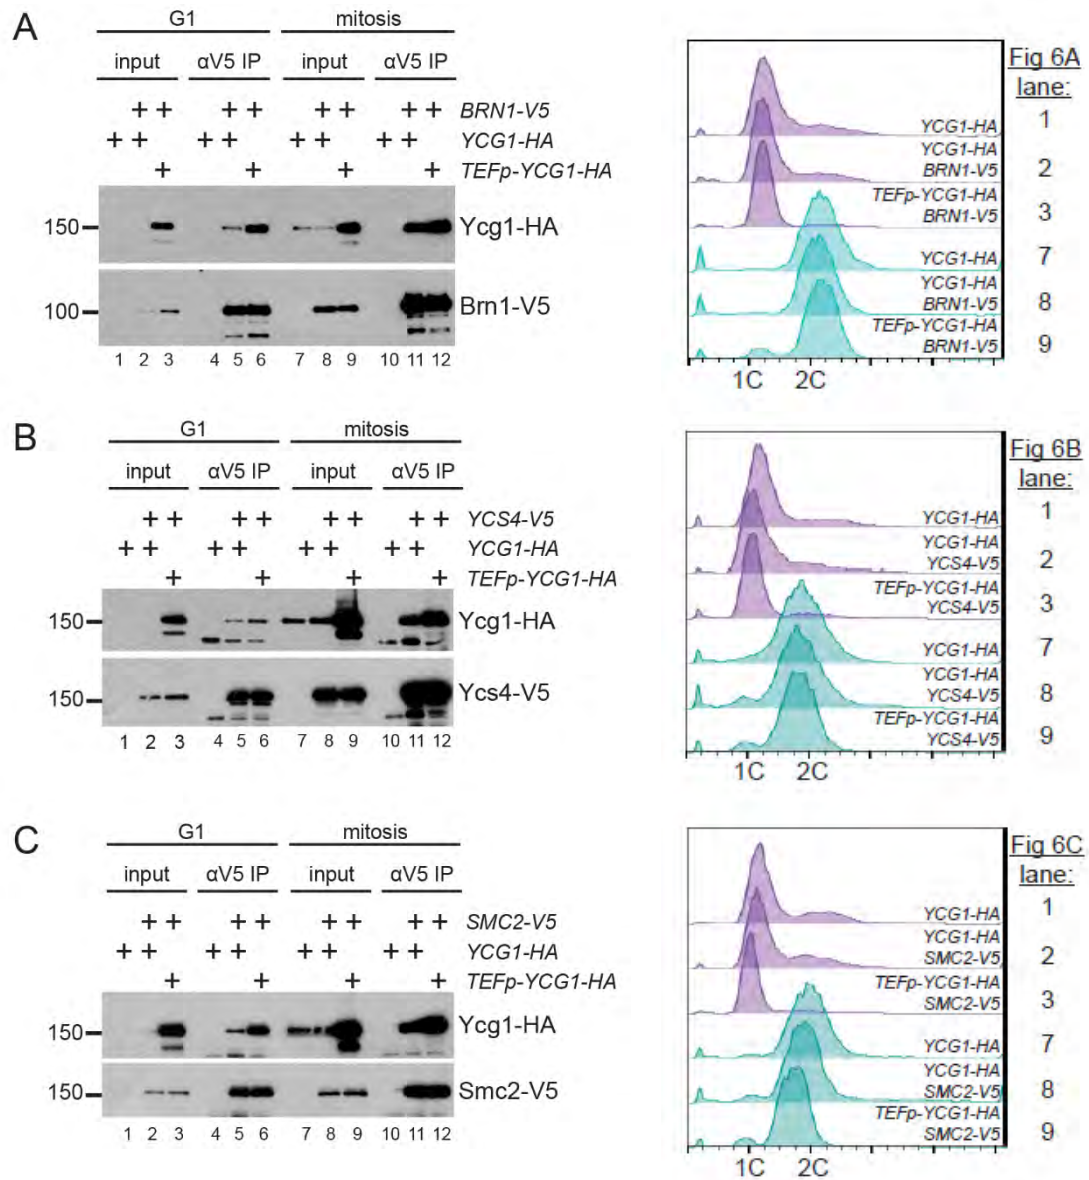 A
G1 mitosis
input αV5 IP input αV5 IP
+ + + + + + + + BRN1-V5
+ + + + + + + + YCG1-HA
+ + + + TEFp-YCG1-HA
150 Ycg1-HA
100 Brn1-V5
1 2 3 4 5 6 7 8 9 10 11 12
Fig 6A
lane:
YCG1-HA 1
YCG1-HA
BRN1-V5 2
TEFp-YCG1-HA
BRN1-V5 3
YCG1-HA 7
YCG1-HA
BRN1-V5 8
TEFp-YCG1-HA
BRN1-V5 9
1C 2C
B
G1 mitosis
input αV5 IP input αV5 IP
+ + + + + + + + YCS4-V5
+ + + + + + + + YCG1-HA
+ + + + TEFp-YCG1-HA
150 Ycg1-HA
150 Ycs4-V5
1 2 3 4 5 6 7 8 9 10 11 12
Fig 6B
lane:
YCG1-HA 1
YCG1-HA
YCS4-V5 2
TEFp-YCG1-HA
YCS4-V5 3
YCG1-HA 7
YCG1-HA
YCS4-V5 8
TEFp-YCG1-HA
YCS4-V5 9
1C 2C
C
G1 mitosis
input αV5 IP input αV5 IP
+ + + + + + + + SMC2-V5
+ + + + + + + + YCG1-HA
+ + + + TEFp-YCG1-HA
150 Ycg1-HA
150 Smc2-V5
1 2 3 4 5 6 7 8 9 10 11 12
Fig 6C
lane:
YCG1-HA 1
YCG1-HA
SMC2-V5 2
TEFp-YCG1-HA
SMC2-V5 3
YCG1-HA 7
YCG1-HA
SMC2-V5 8
TEFp-YCG1-HA
SMC2-V5 9
1C 2C